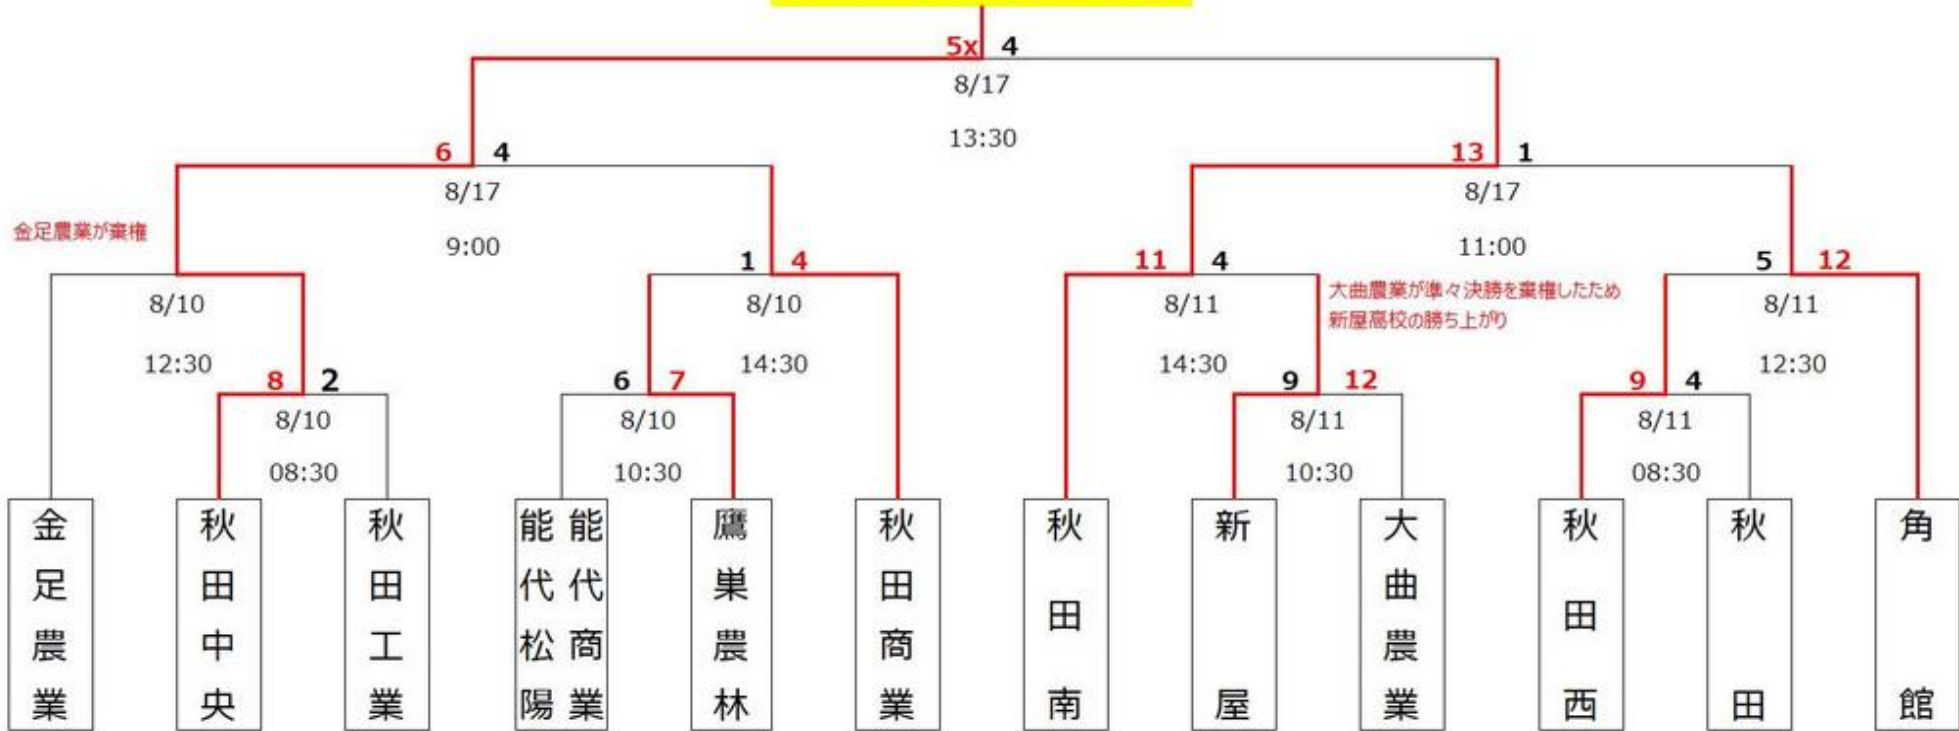 5x 4
8/17
13:30
6 4
8/17
9:00
13 1
8/17
11:00
金足農業が棄権
8/10
12:30
1 4
8/10
14:30
11 4
8/11
14:30
大曲農業が準々決勝を棄権したため
新屋高校の勝ち上がり
5 12
8/11
12:30
8 2
8/10
08:30
6 7
8/10
10:30
9 12
8/11
10:30
9 4
8/11
08:30
金足農業
秋田中央
秋田工業
能代商業
能代松陽
鷹巣農林
秋田商業
秋田南
新屋
大曲農業
秋田西
秋田
角館